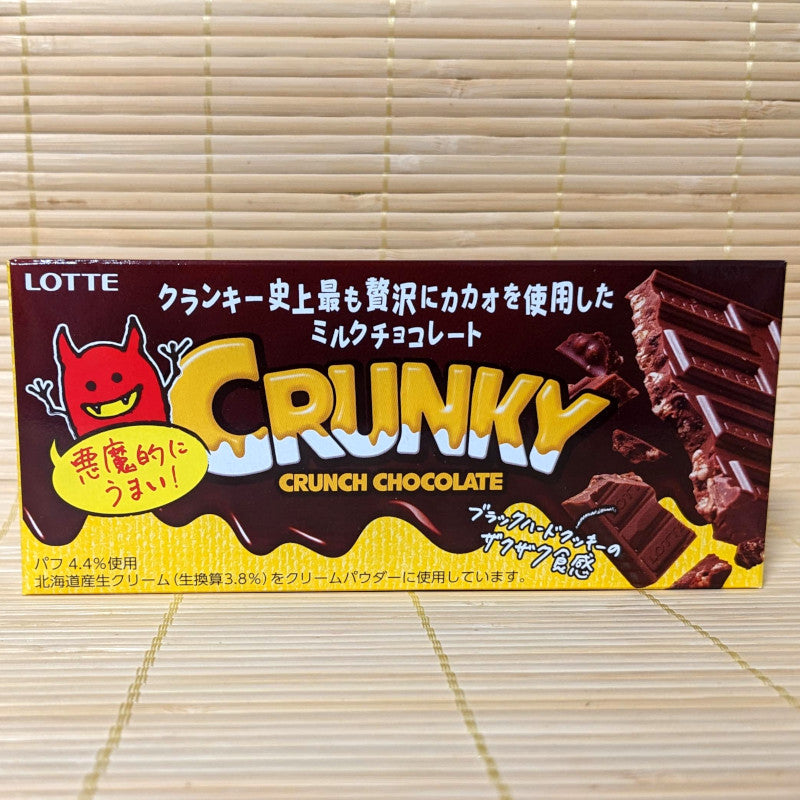 LOTTE
クランキー史上最も贅沢にカカオを使用した
ミルクチョコレート
CRUNKY
CRUNCH CHOCOLATE
悪魔的に
うまい!
ブラックハードクッキーの
ザクザク食感
LOTTE
パフ4.4%使用
北海道産生クリーム(生換算3.8%)をクリームパウダーに使用しています。